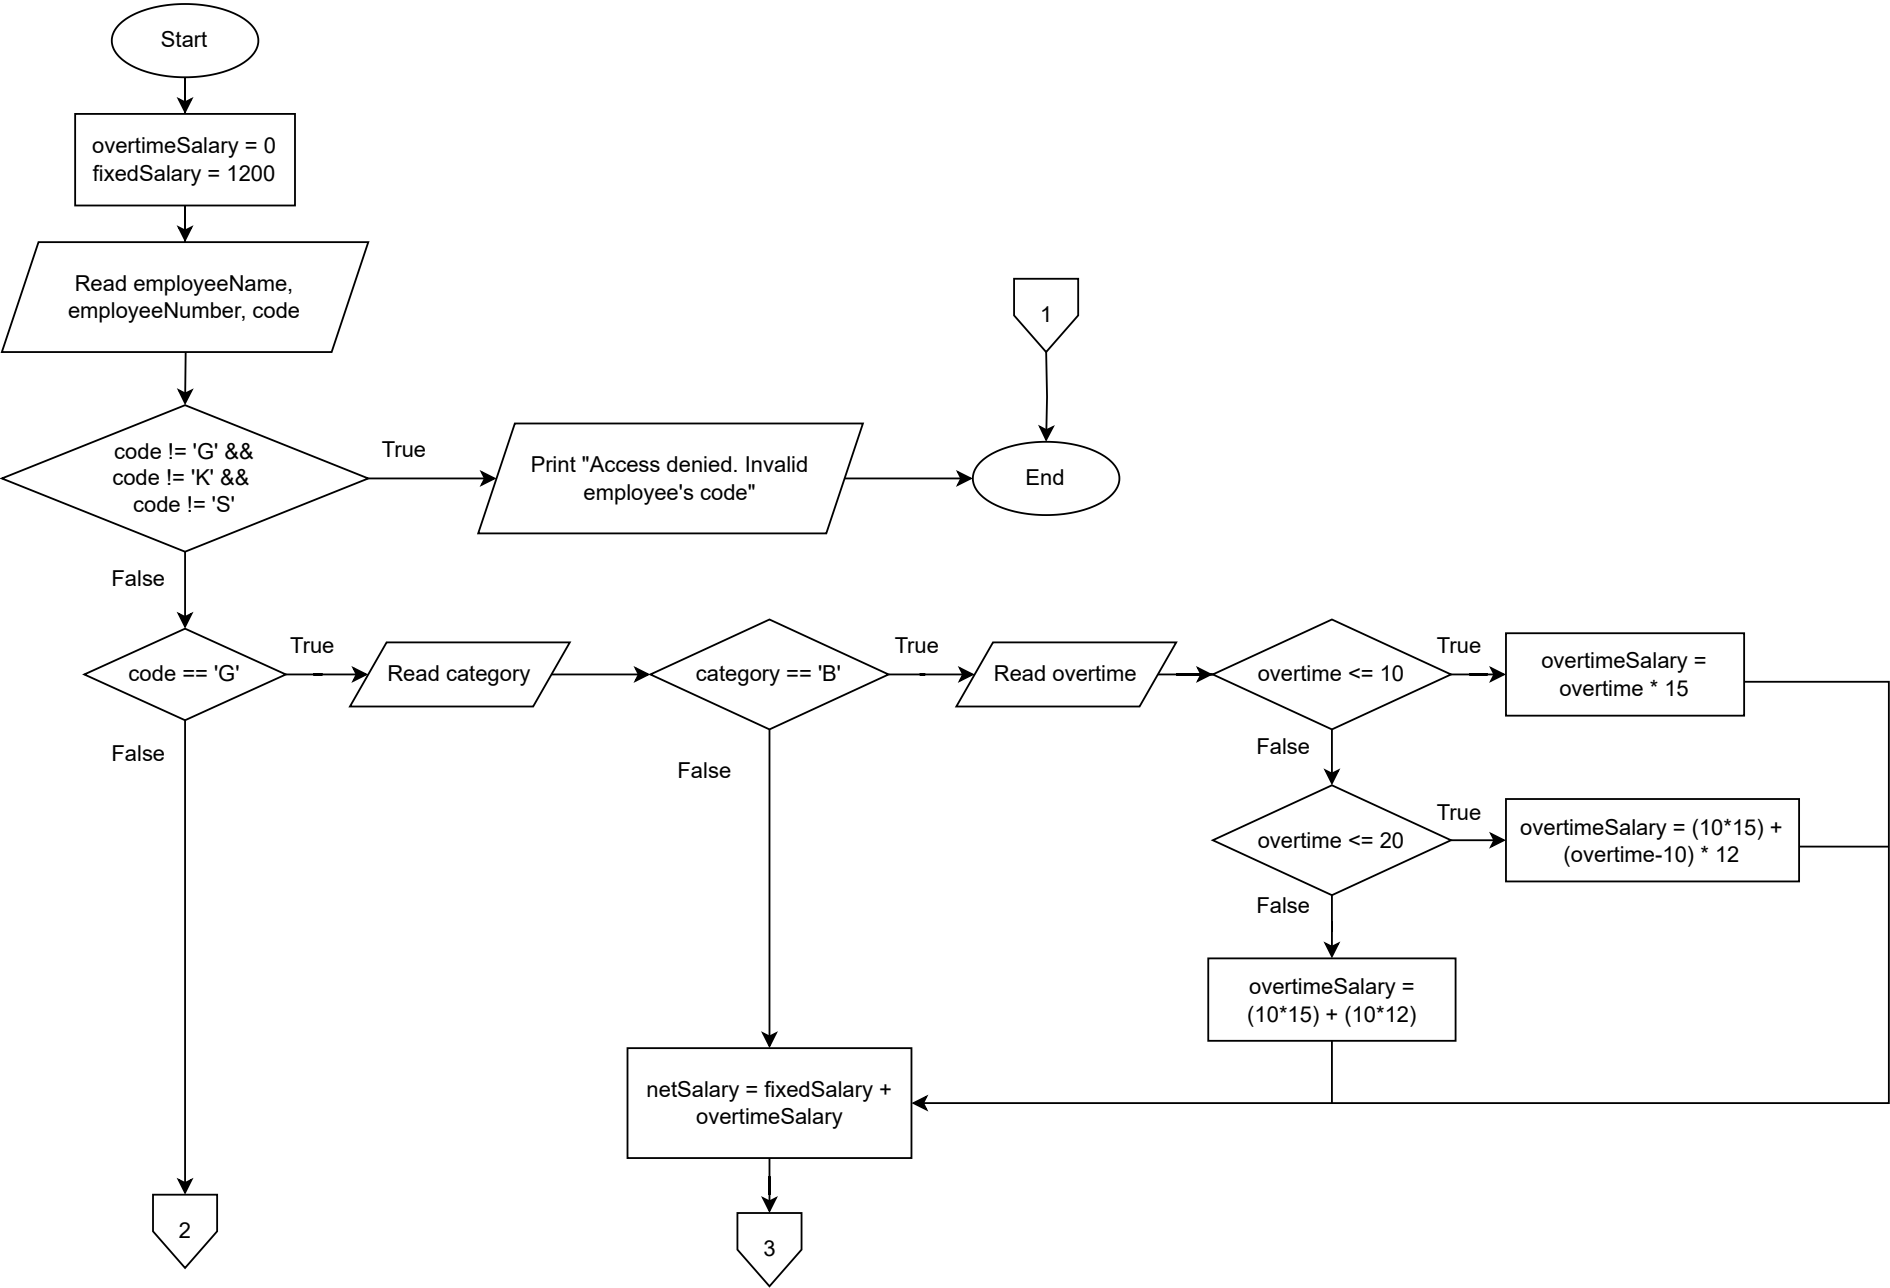 Start
overtimeSalary = 0
fixedSalary = 1200
Read employeeName,
employeeNumber, code
1
code != 'G' &&
code != 'K' &&
code != 'S'
True
Print "Access denied. Invalid
employee's code"
End
False
code == 'G'
True
Read category
category == 'B'
True
Read overtime
overtime <= 10
True
overtimeSalary =
overtime * 15
False
False
False
overtime <= 20
True
overtimeSalary = (10*15) +
(overtime-10) * 12
False
overtimeSalary =
(10*15) + (10*12)
netSalary = fixedSalary +
overtimeSalary
2
3